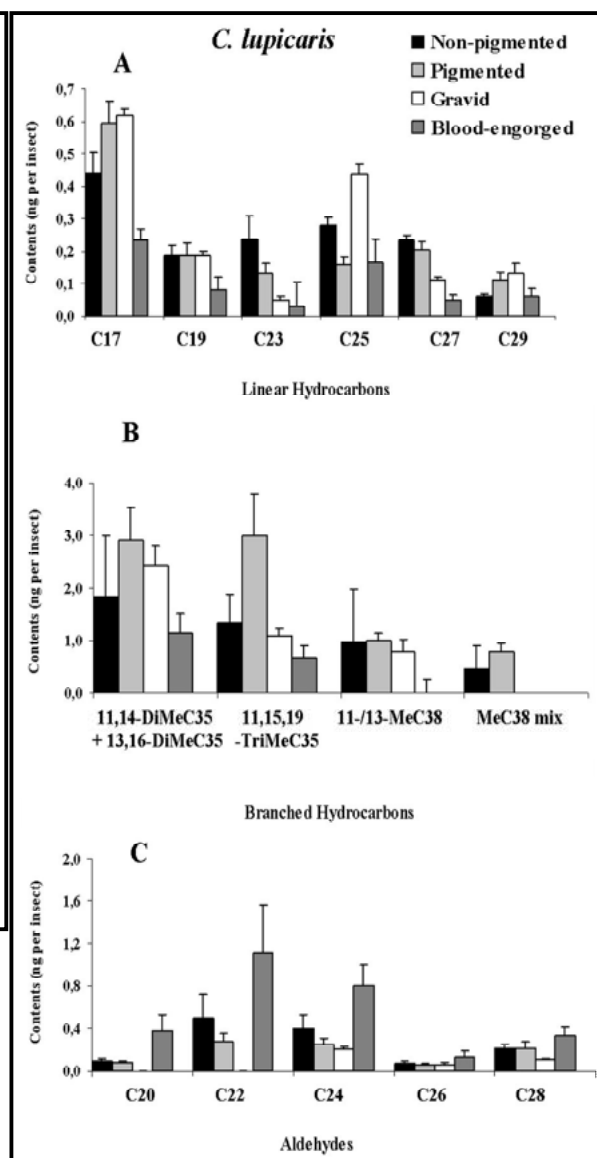 C. lupicaris
Non-pigmented
Pigmented
Gravid
Blood-engorged
A
Contents (ng per insect)
0,7
0,6
0,5
0,4
0,3
0,2
0,1
0,0
C17 C19 C23 C25 C27 C29
Linear Hydrocarbons
B
Contents (ng per insect)
4,0
3,0
2,0
1,0
0,0
11,14-DiMeC35 11,15,19 11-/13-MeC38 MeC38 mix
+ 13,16-DiMeC35 -TriMeC35
Branched Hydrocarbons
C
Contents (ng per insect)
2,0
1,6
1,2
0,8
0,4
0,0
C20 C22 C24 C26 C28
Aldehydes